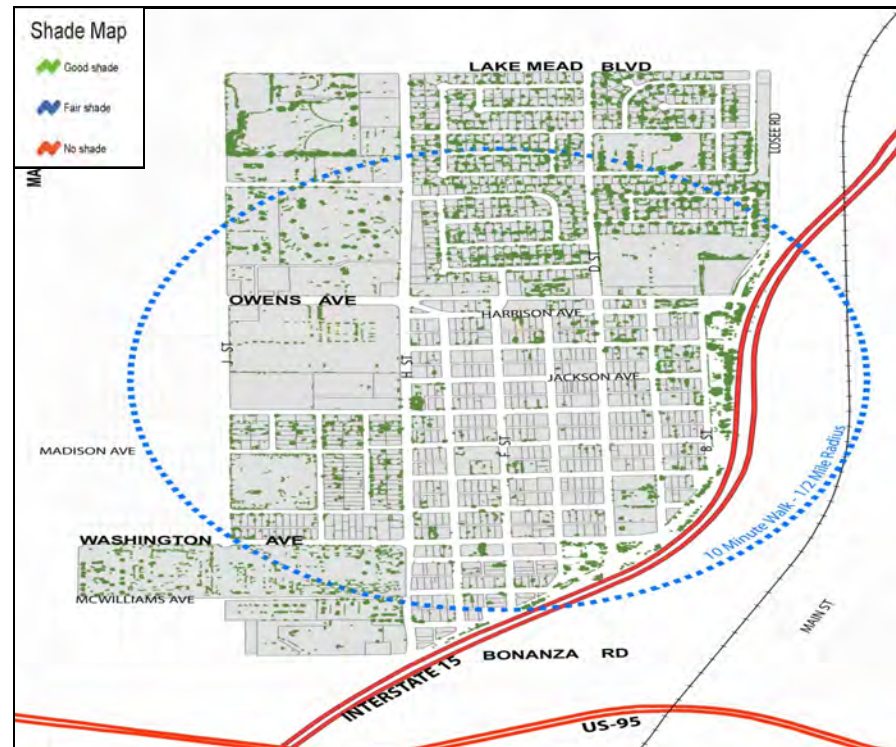 Shade Map
Good shade
Fair shade
No shade
MA
LAKE MEAD BLVD
LOSEE RD
D ST.
OWENS AVE
HARRISON AVE.
J ST.
H ST.
JACKSON AVE.
F ST.
B ST.
MADISON AVE
10 Minute Walk - 1/2 Mile Radius
WASHINGTON AVE
MCWILLIAMS AVE
MAIN ST
BONANZA RD
INTERSTATE 15
US-95